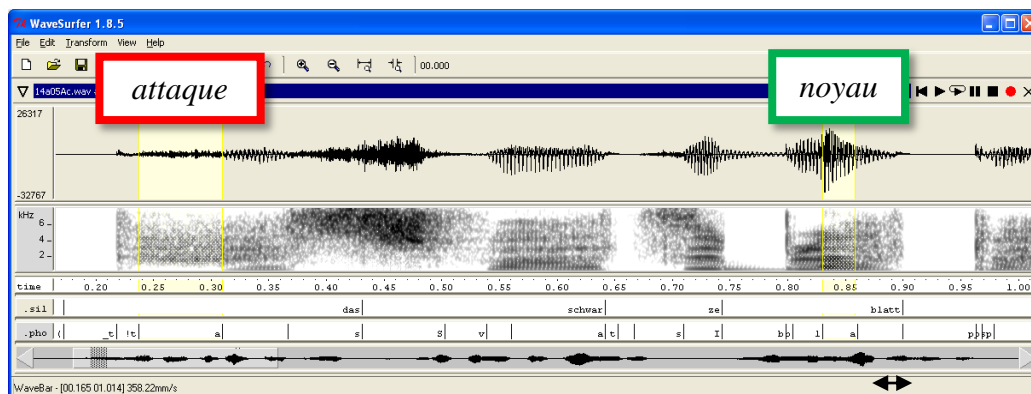 WaveSurfer 1.8.5
File Edit Transform View Help
attaque
noyau
00.000
14a05Ac.wav
26317
-32767
kHz
6
4
2
time 0.20 0.25 0.30 0.35 0.40 0.45 0.50 0.55 0.60 0.65 0.70 0.75 0.80 0.85 0.90 0.95 1.00
.sil das schwar ze blatt
.pho ( _t !t a s S v a t s I b l a
WaveBar - [00.165 01.014] 358.22mm/s